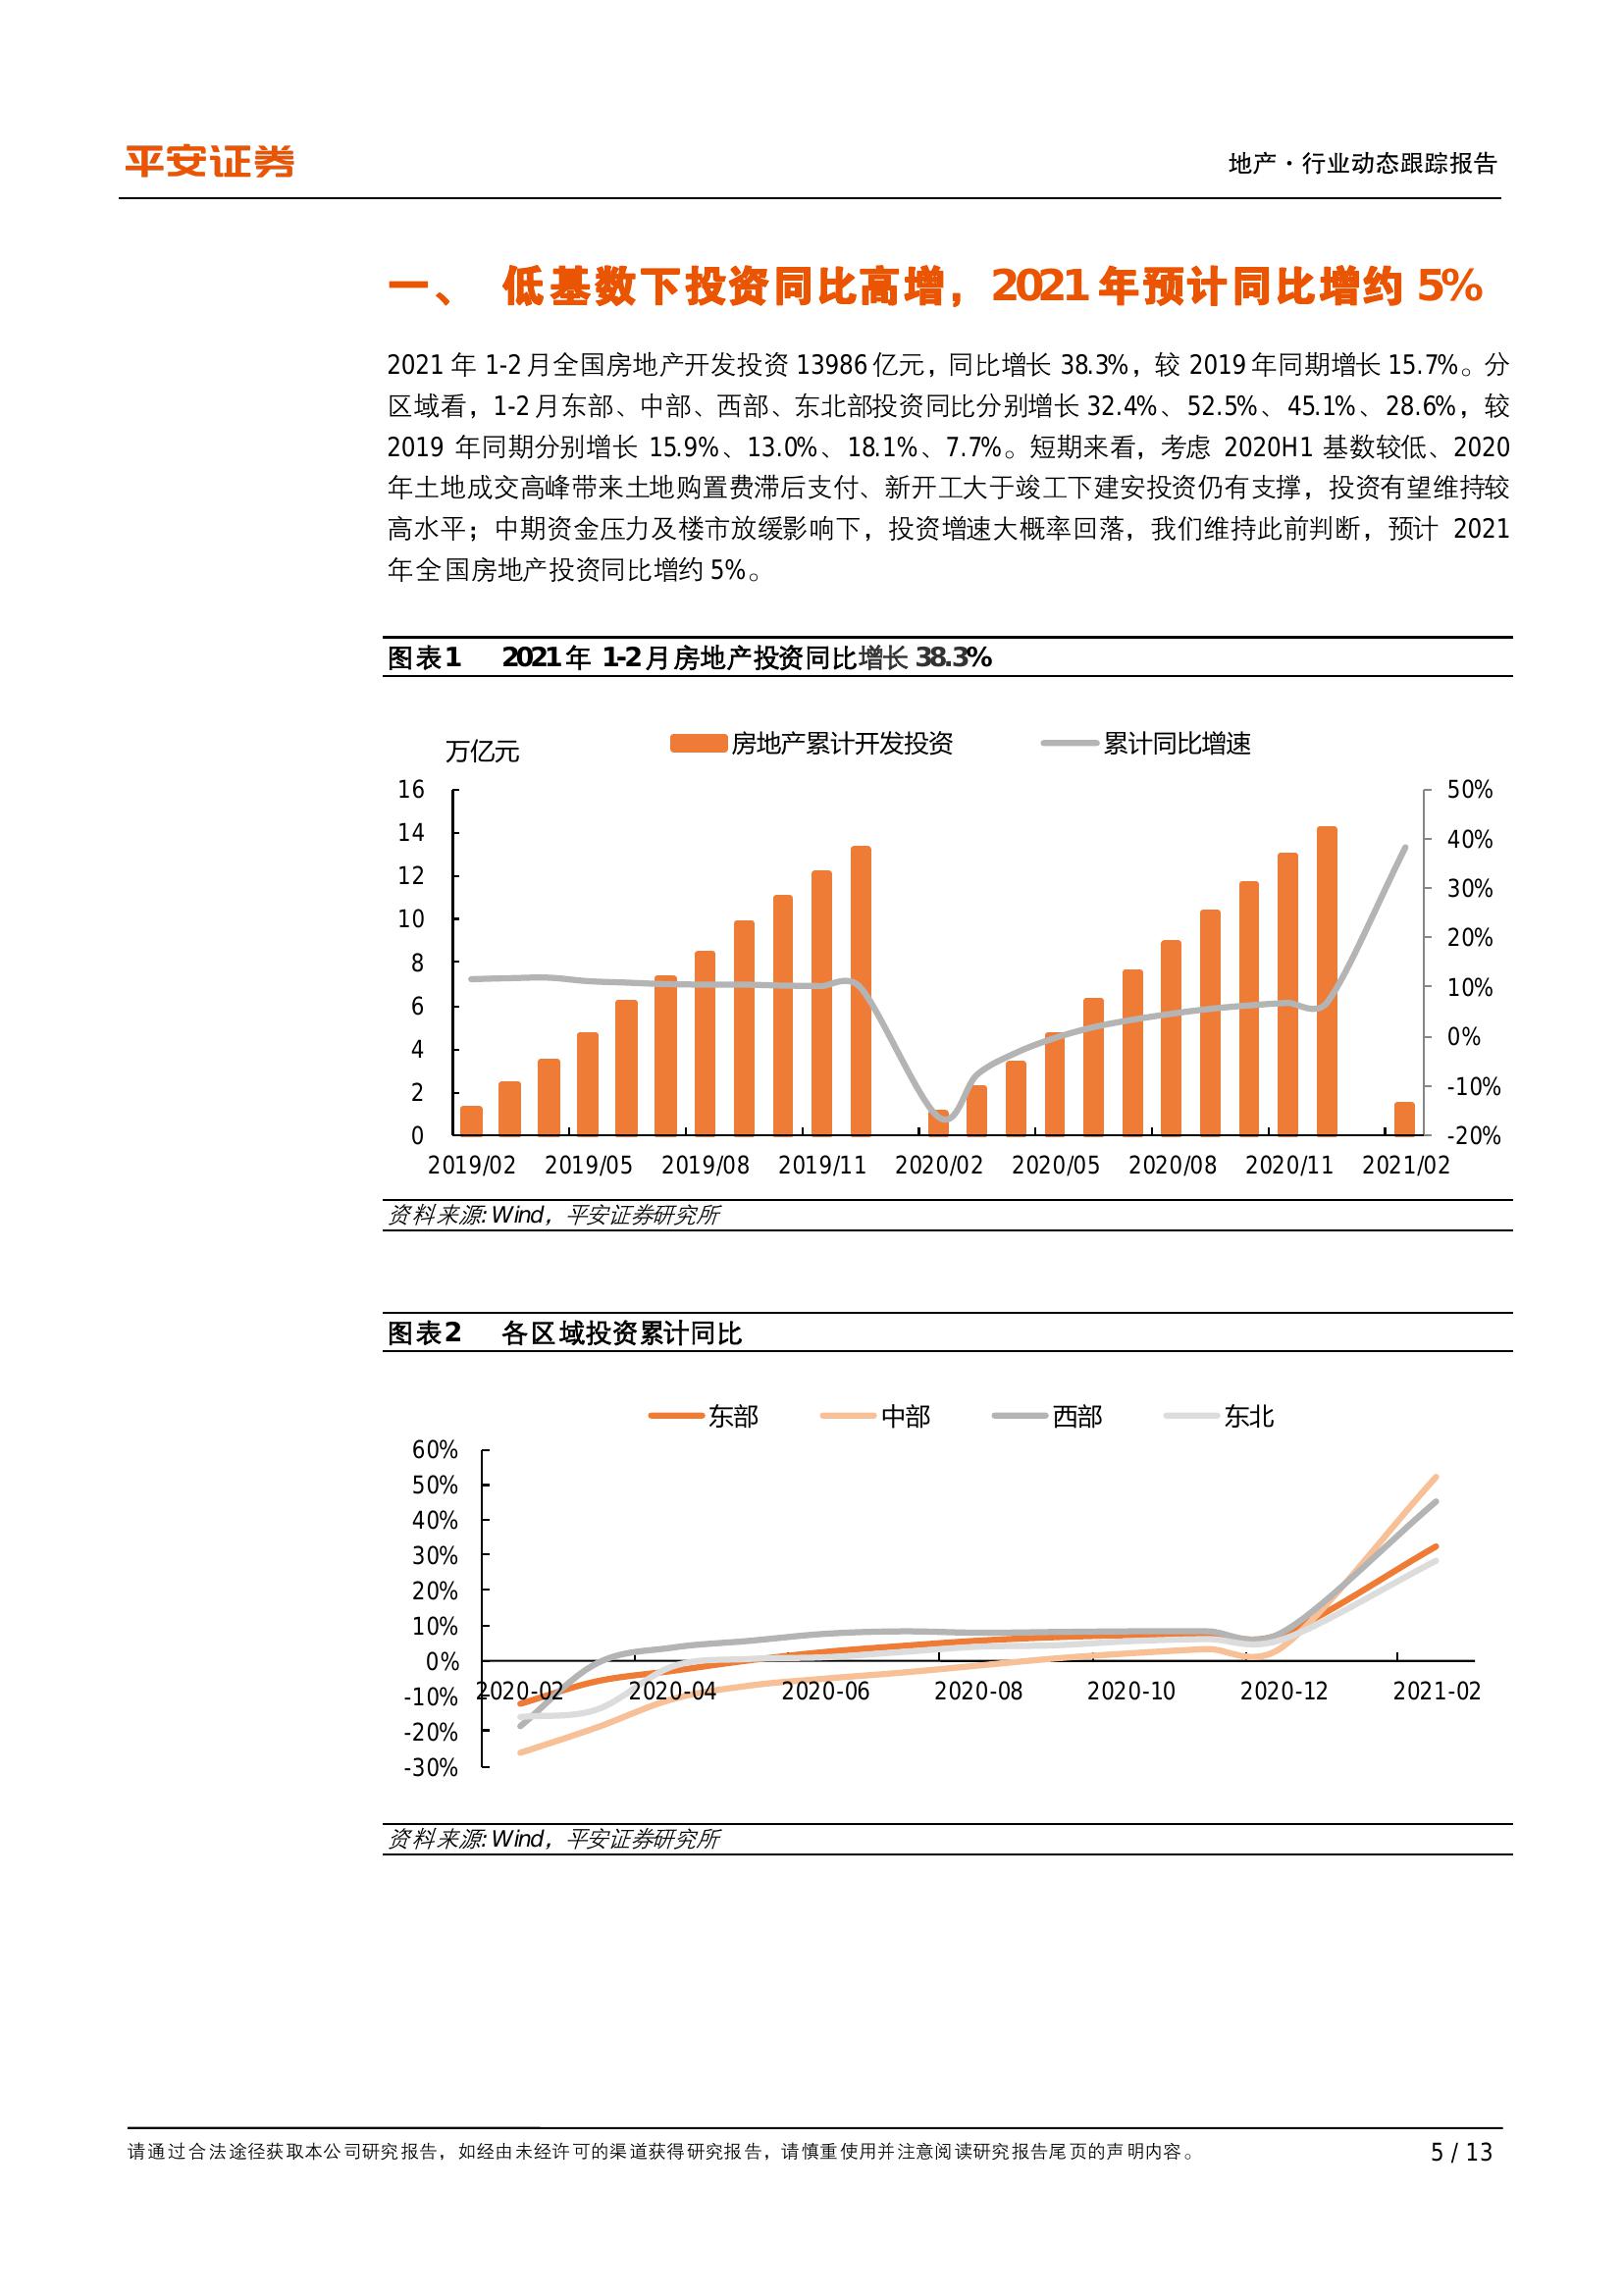 平安证券
地产·行业动态跟踪报告
一、 低基数下投资同比高增，2021 年预计同比增约 5%
2021 年 1-2 月全国房地产开发投资 13986 亿元，同比增长 38.3%，较 2019 年同期增长 15.7%。分
区域看，1-2 月东部、中部、西部、东北部投资同比分别增长 32.4%、52.5%、45.1%、28.6%，较
2019 年同期分别增长 15.9%、13.0%、18.1%、7.7%。短期来看，考虑 2020H1 基数较低、2020
年土地成交高峰带来土地购置费滞后支付、新开工大于竣工下建安投资仍有支撑，投资有望维持较
高水平；中期资金压力及楼市放缓影响下，投资增速大概率回落，我们维持此前判断，预计 2021
年全国房地产投资同比增约 5%。
图表1 2021 年 1-2 月房地产投资同比增长 38.3%
万亿元 房地产累计开发投资 累计同比增速
16 50%
14 40%
12 30%
10 20%
8 10%
6 0%
4 -10%
2 -20%
0
2019/02 2019/05 2019/08 2019/11 2020/02 2020/05 2020/08 2020/11 2021/02
资料来源: Wind，平安证券研究所
图表2 各区域投资累计同比
东部 中部 西部 东北
60%
50%
40%
30%
20%
10%
0%
-10%
-20%
-30%
2020-02 2020-04 2020-06 2020-08 2020-10 2020-12 2021-02
资料来源: Wind，平安证券研究所
请通过合法途径获取本公司研究报告，如经由未经许可的渠道获得研究报告，请慎重使用并注意阅读研究报告尾页的声明内容。
5 / 13